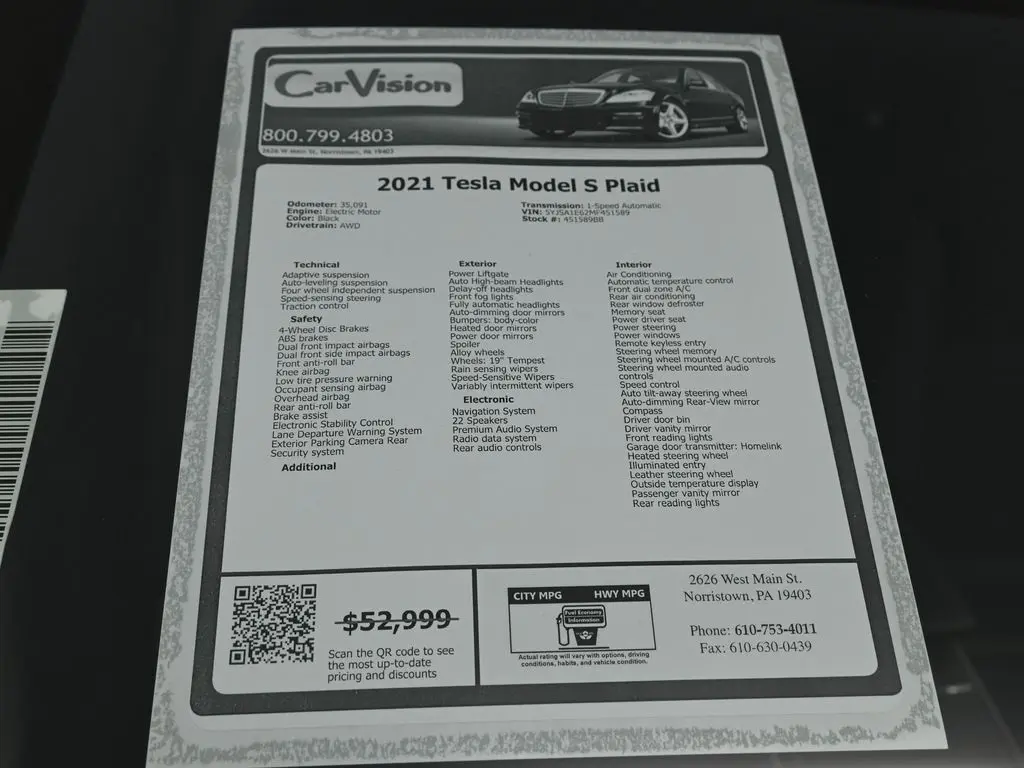 CarVision
800.799.4803
2626 W Main St, Norristown, PA 19403
2021 Tesla Model S Plaid
Odometer: 35,091
Engine: Electric Motor
Color: Black
Drivetrain: AWD
Transmission: 1-Speed Automatic
VIN: 5YJSA1E62MF451589
Stock #: 451589BB
Technical
Adaptive suspension
Auto-leveling suspension
Four wheel independent suspension
Speed-sensing steering
Traction control
Safety
4-Wheel Disc Brakes
ABS brakes
Dual front impact airbags
Dual front side impact airbags
Front anti-roll bar
Knee airbag
Low tire pressure warning
Occupant sensing airbag
Overhead airbag
Rear anti-roll bar
Brake assist
Electronic Stability Control
Lane Departure Warning System
Exterior Parking Camera Rear
Security system
Additional
Exterior
Power Liftgate
Auto High-beam Headlights
Delay-off headlights
Front fog lights
Fully automatic headlights
Auto-dimming door mirrors
Bumpers: body-color
Heated door mirrors
Power door mirrors
Spoiler
Alloy wheels
Wheels: 19" Tempest
Rain sensing wipers
Speed-Sensitive Wipers
Variably intermittent wipers
Electronic
Navigation System
22 Speakers
Premium Audio System
Radio data system
Rear audio controls
Interior
Air Conditioning
Automatic temperature control
Front dual zone A/C
Rear air conditioning
Rear window defroster
Memory seat
Power driver seat
Power steering
Power windows
Remote keyless entry
Steering wheel memory
Steering wheel mounted A/C controls
Steering wheel mounted audio
controls
Speed control
Auto tilt-away steering wheel
Auto-dimming Rear-View mirror
Compass
Driver door bin
Driver vanity mirror
Front reading lights
Garage door transmitter: Homelink
Heated steering wheel
Illuminated entry
Leather steering wheel
Outside temperature display
Passenger vanity mirror
Rear reading lights
$52,999
Scan the QR code to see
the most up-to-date
pricing and discounts
CITY MPG HWY MPG
Fuel Economy
Information
Actual rating will vary with options, driving
conditions, habits, and vehicle condition.
2626 West Main St.
Norristown, PA 19403
Phone: 610-753-4011
Fax: 610-630-0439